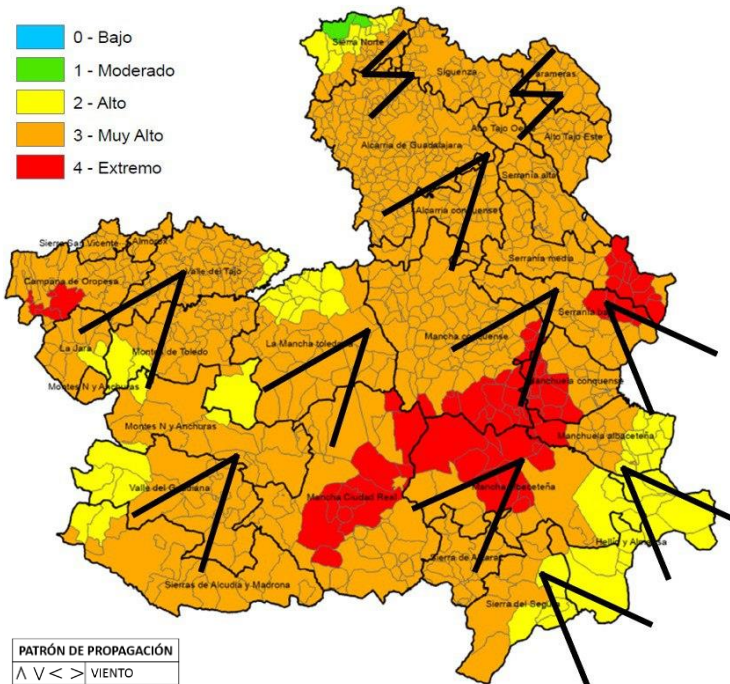 0 - Bajo
1 - Moderado
2 - Alto
3 - Muy Alto
4 - Extremo
Sierra Norte
Siguenza
Parameras
Alto Tajo Oeste
Alto Tajo Este
Alcarria de Guadalajara
Serranía alta
Alcarria conquense
Sierra San Vicente
Almorax
Valle del Tajo
Campana de Oropesa
Serranía media
Serranía baja
La Jara
Montes de Toledo
La Mancha toledana
Mancha conquense
Montes N y Anchuras
Manchuela conquense
Montes N y Anchuras
Manchuela albaceteña
Valle del Guadiana
Mancha Ciudad Real
Mancha albaceteña
Hellín y Almansa
Sierra de Alcaraz
Sierras de Alcudia y Madrona
Sierra del Segura
PATRÓN DE PROPAGACIÓN
∧ ∨ < > VIENTO